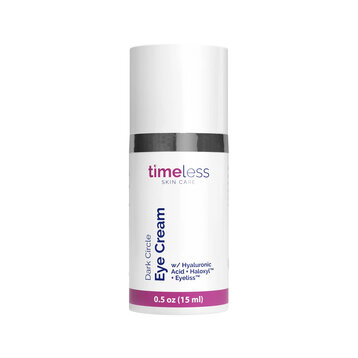 timeless
SKIN CARE
Dark Circle
Eye Cream
w/ Hyaluronic
Acid • Haloxyl™
• Eyeliss™
0.5 oz (15 ml)